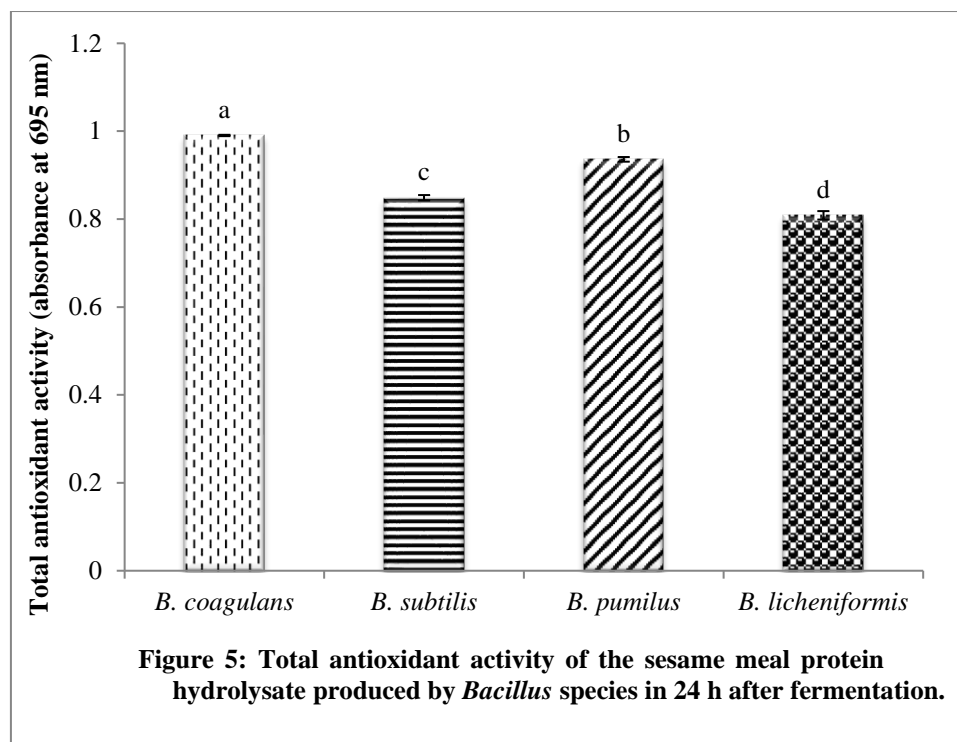 Total antioxidant activity (absorbance at 695 nm)
1.2
1
0.8
0.6
0.4
0.2
0
a
c
b
d
B. coagulans
B. subtilis
B. pumilus
B. licheniformis
Figure 5: Total antioxidant activity of the sesame meal protein
hydrolysate produced by Bacillus species in 24 h after fermentation.